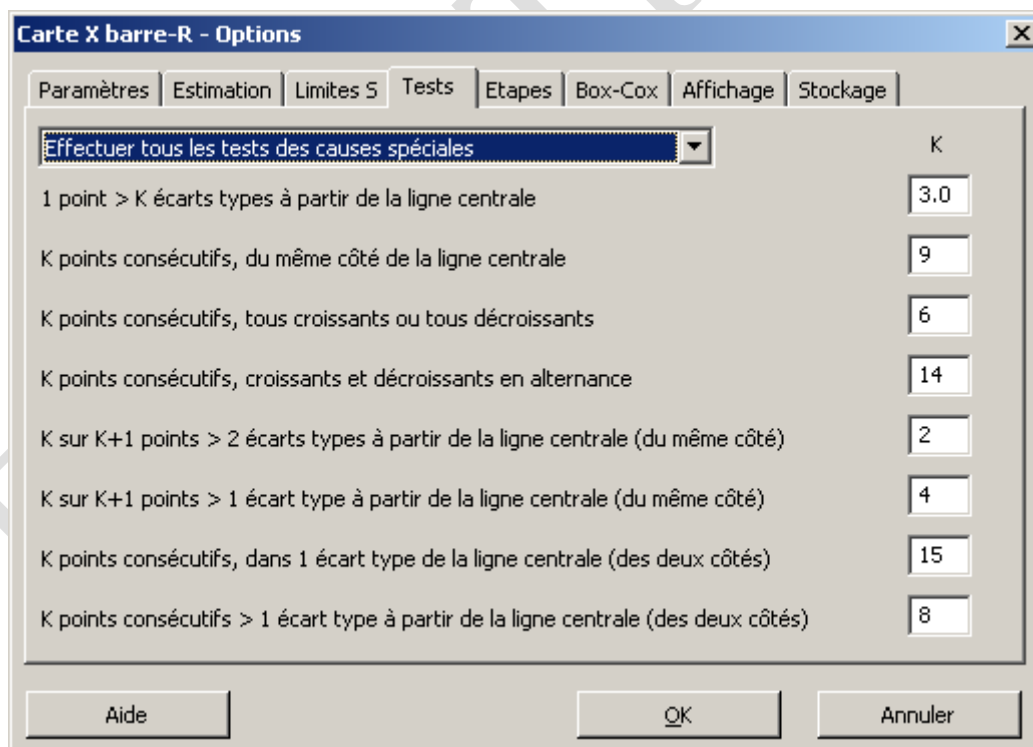 Carte X barre-R - Options
Paramètres Estimation Limites S Tests Etapes Box-Cox Affichage Stockage
Effectuer tous les tests des causes spéciales K
1 point > K écarts types à partir de la ligne centrale 3.0
K points consécutifs, du même côté de la ligne centrale 9
K points consécutifs, tous croissants ou tous décroissants 6
K points consécutifs, croissants et décroissants en alternance 14
K sur K+1 points > 2 écarts types à partir de la ligne centrale (du même côté) 2
K sur K+1 points > 1 écart type à partir de la ligne centrale (du même côté) 4
K points consécutifs, dans 1 écart type de la ligne centrale (des deux côtés) 15
K points consécutifs > 1 écart type à partir de la ligne centrale (des deux côtés) 8
Aide OK Annuler